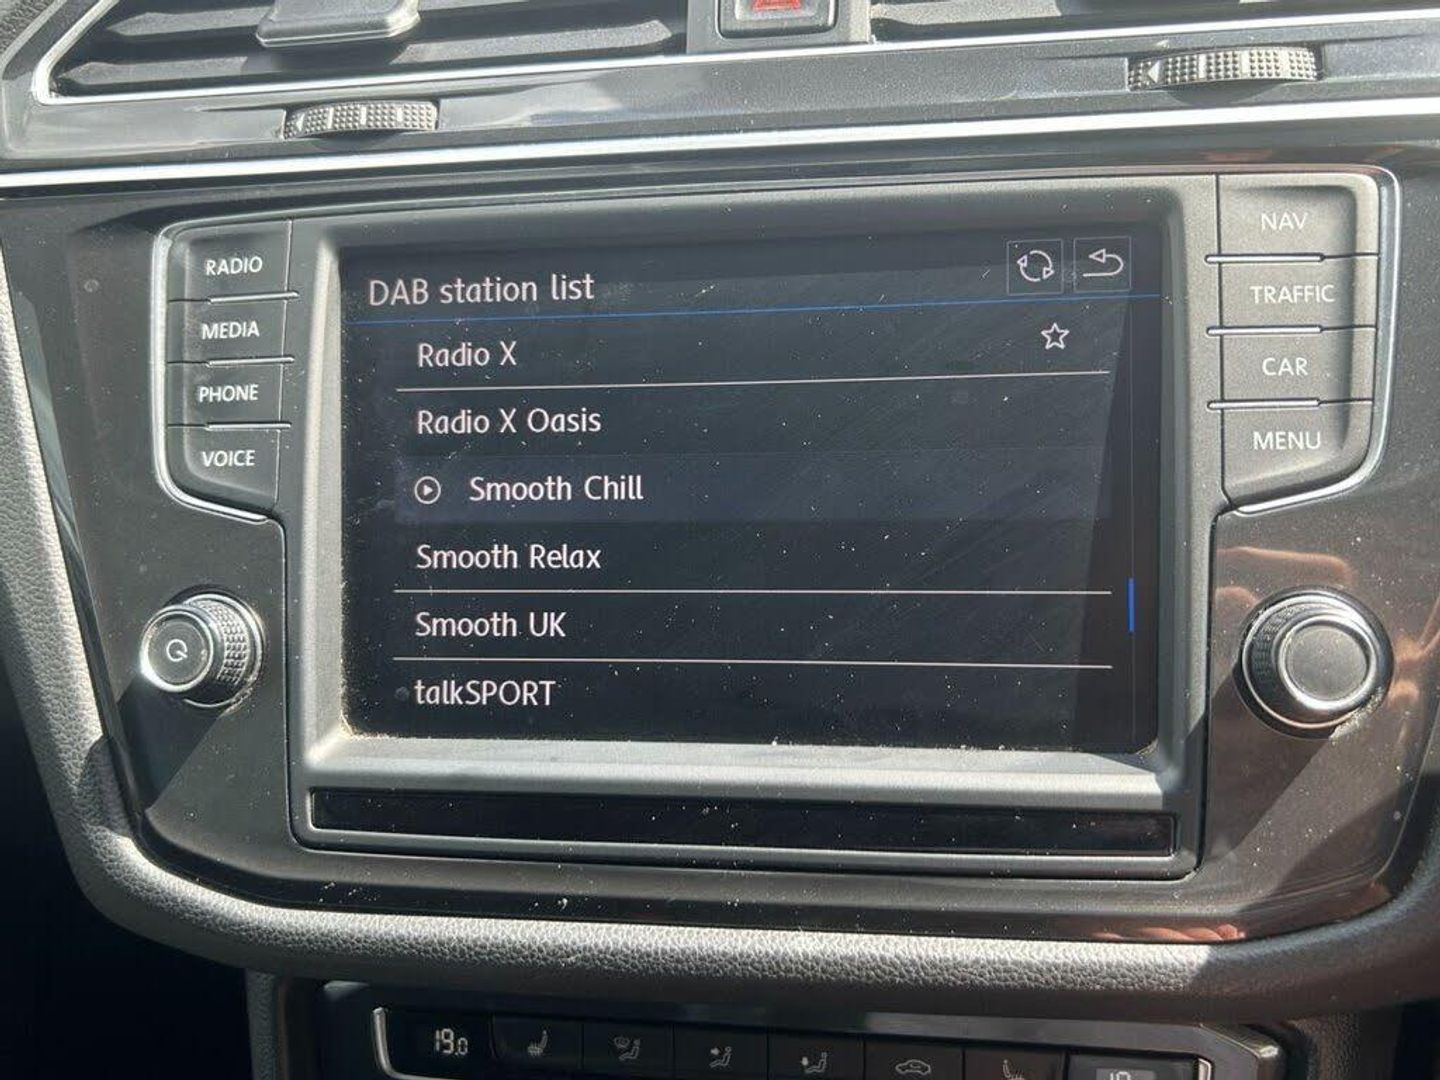 RADIO
MEDIA
PHONE
VOICE
DAB station list
Radio X
Radio X Oasis
Smooth Chill
Smooth Relax
Smooth UK
talkSPORT
NAV
TRAFFIC
CAR
MENU
19.0